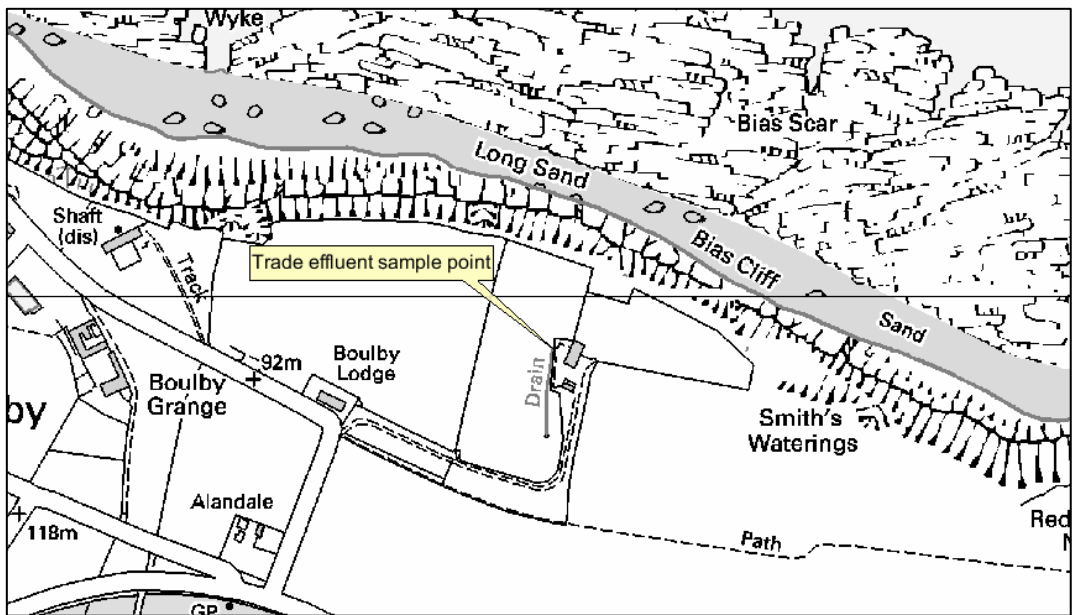 Wyke
Bias Scar
Long Sand
Shaft
(dis)
Bias Cliff
Trade effluent sample point
Track
Sand
92m
Boulby
Lodge
Drain
Boulby
Grange
by
Smith's
Waterings
Alandale
Red
N
118m
Path
GP